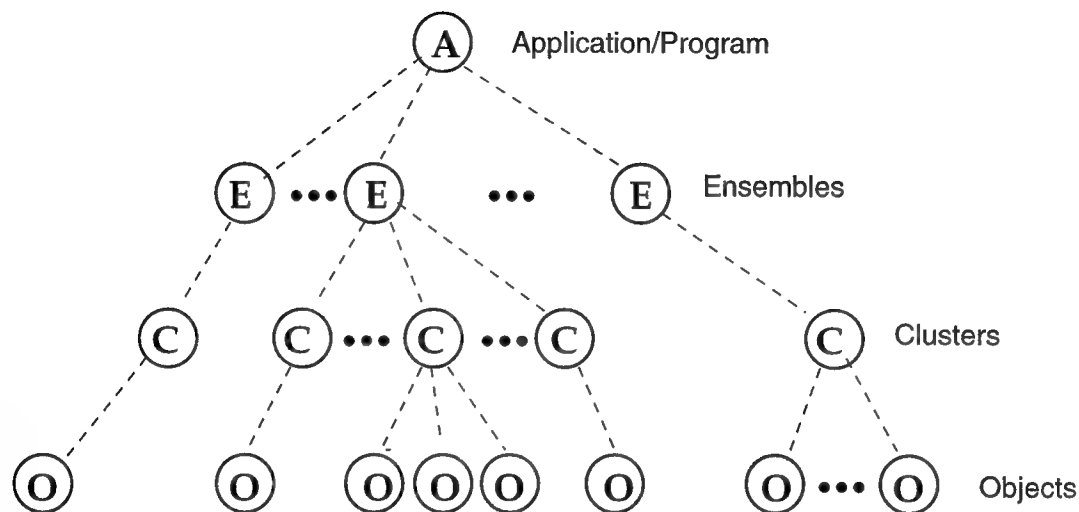 A Application/Program
E ••• E ••• E Ensembles
C C ••• C ••• C C Clusters
O O O O O O O ••• O Objects